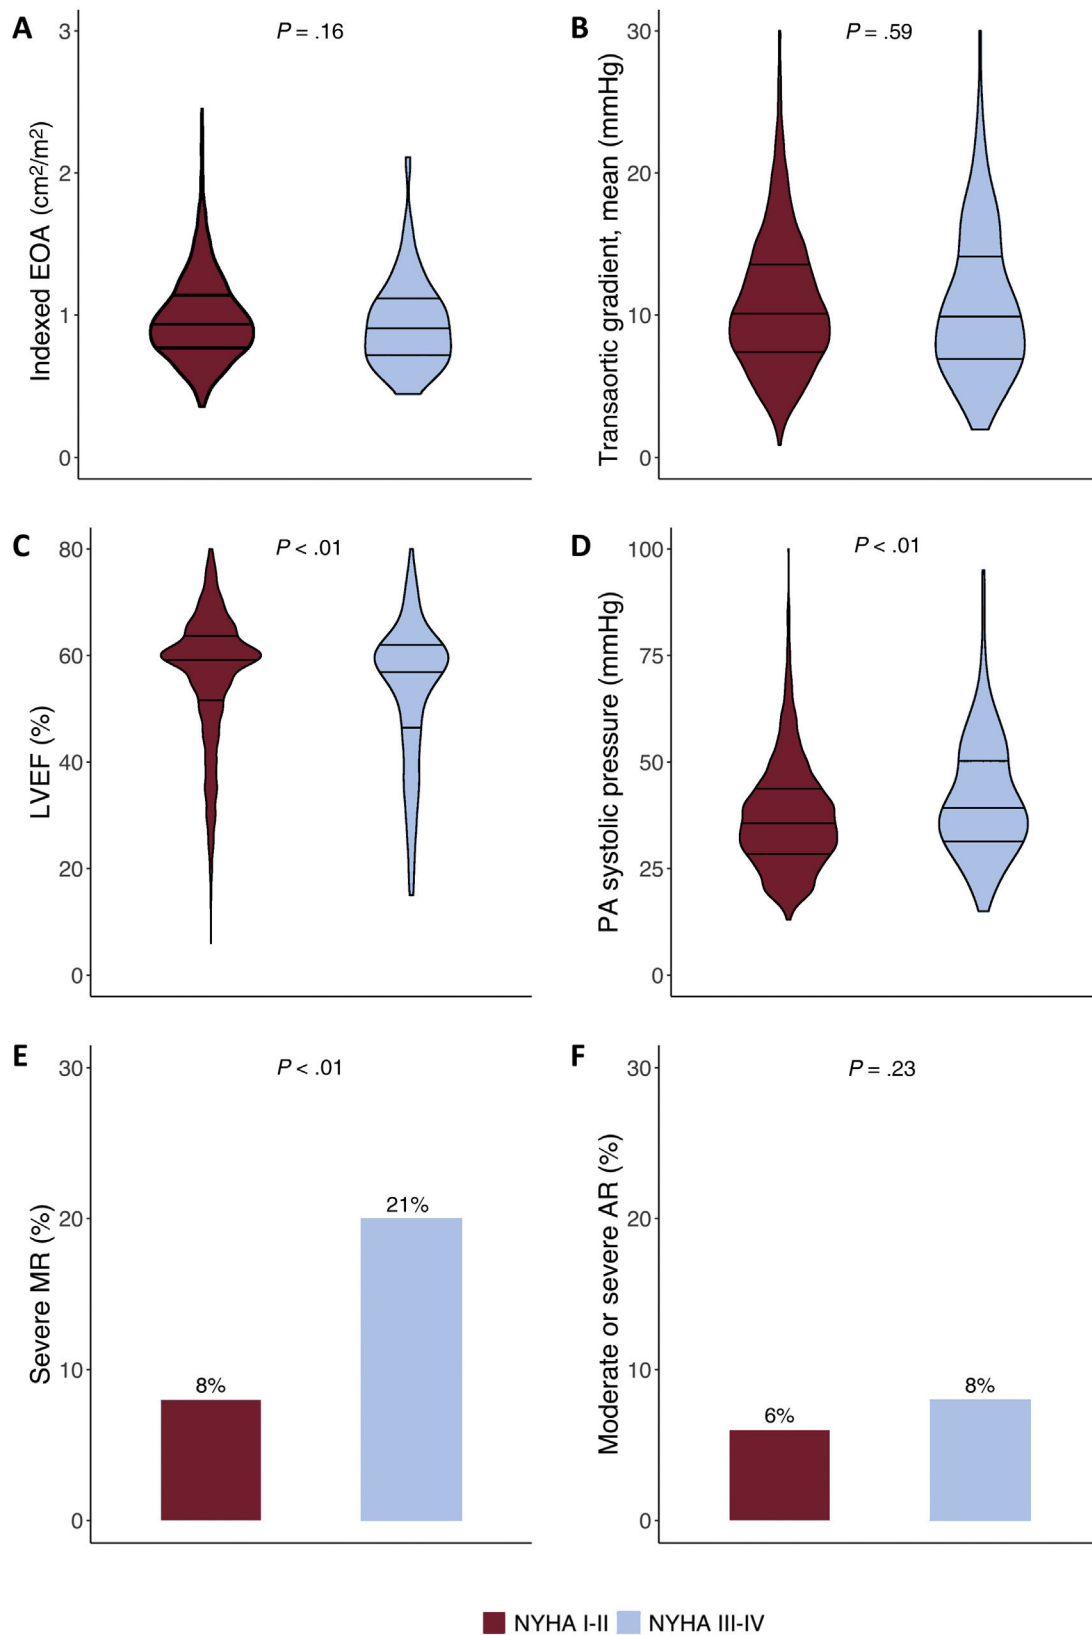 A
P = .16
3
2
1
0
Indexed EOA (cm²/m²)
B
P = .59
30
20
10
0
Transaortic gradient, mean (mmHg)
C
P < .01
80
60
40
20
0
LVEF (%)
D
P < .01
100
75
50
25
0
PA systolic pressure (mmHg)
E
P < .01
30
20
10
0
Severe MR (%)
8%
21%
F
P = .23
30
20
10
0
Moderate or severe AR (%)
6%
8%
NYHA I-II NYHA III-IV